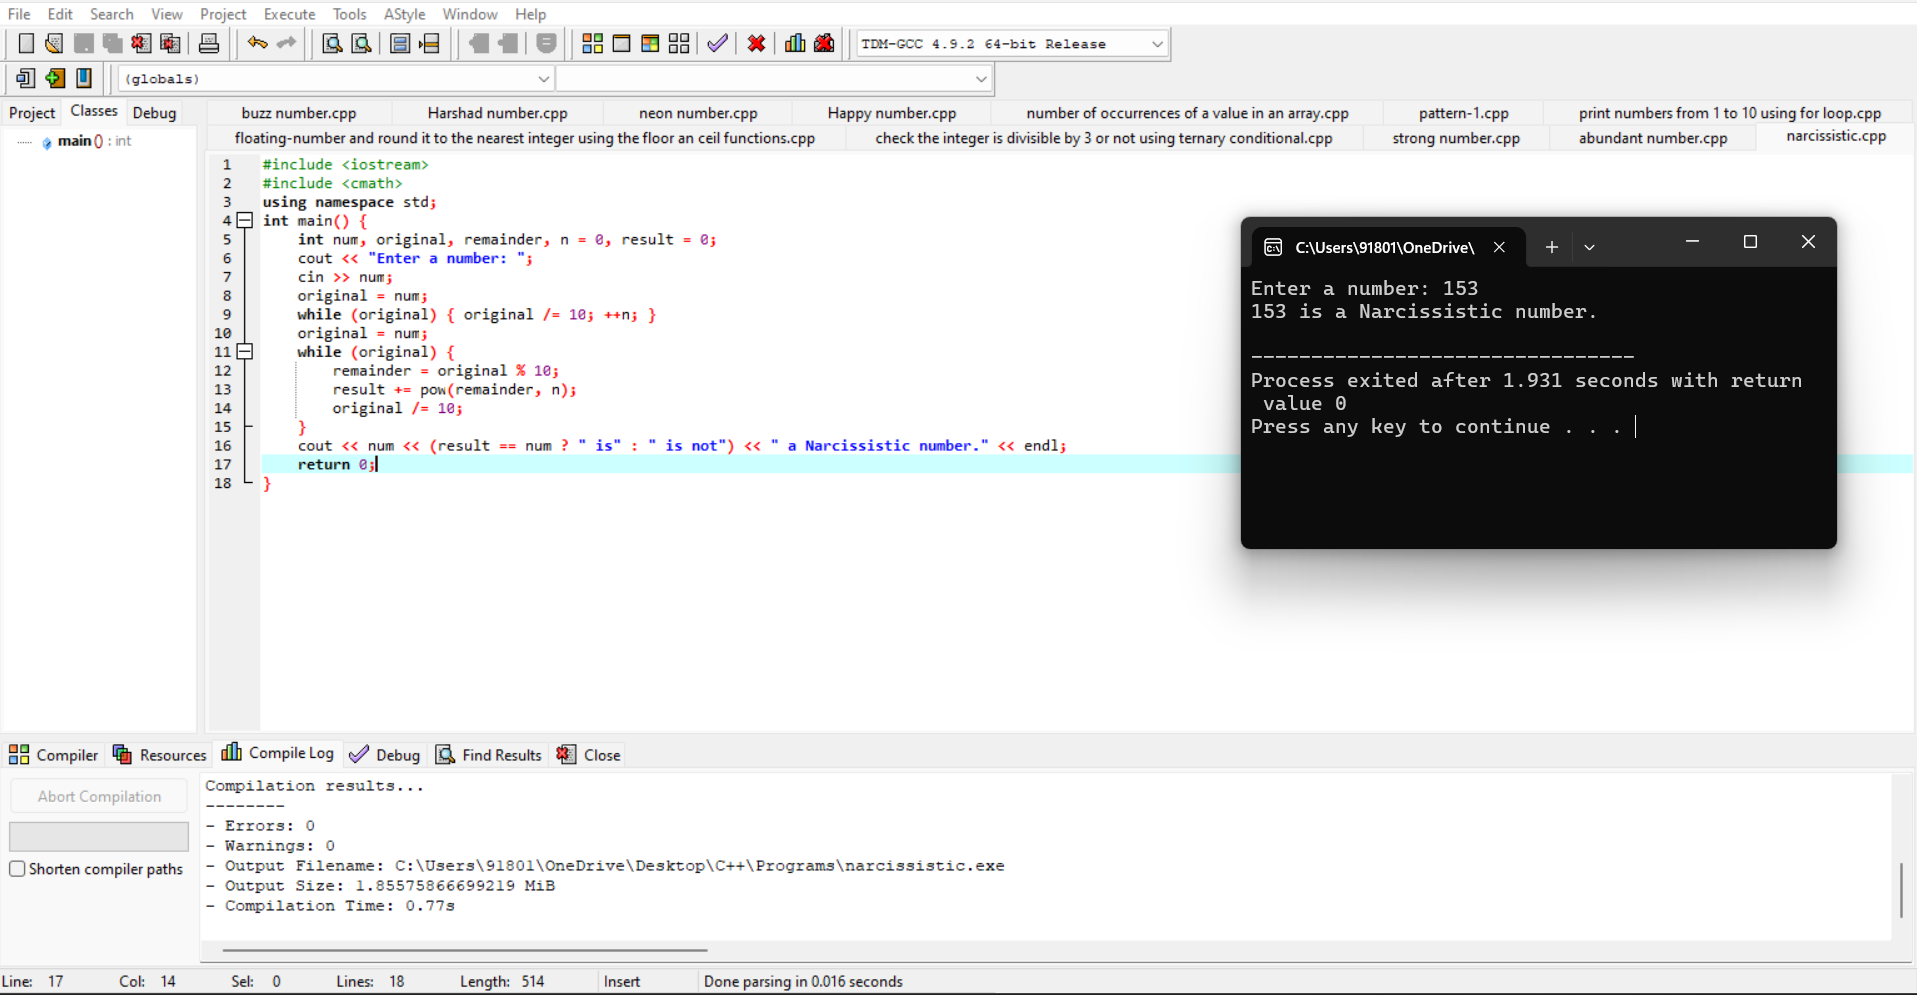 File Edit Search View Project Execute Tools AStyle Window Help
TDM-GCC 4.9.2 64-bit Release
(globals)
Project Classes Debug
main () : int
buzz number.cpp Harshad number.cpp neon number.cpp Happy number.cpp number of occurrences of a value in an array.cpp pattern-1.cpp print numbers from 1 to 10 using for loop.cpp
floating-number and round it to the nearest integer using the floor an ceil functions.cpp check the integer is divisible by 3 or not using ternary conditional.cpp strong number.cpp abundant number.cpp narcissistic.cpp
1 #include <iostream>
2 #include <cmath>
3 using namespace std;
4 int main() {
5 int num, original, remainder, n = 0, result = 0;
6 cout << "Enter a number: ";
7 cin >> num;
8 original = num;
9 while (original) { original /= 10; ++n; }
10 original = num;
11 while (original) {
12 remainder = original % 10;
13 result += pow(remainder, n);
14 original /= 10;
15 }
16 cout << num << (result == num ? " is" : " is not") << " a Narcissistic number." << endl;
17 return 0;
18 }
C:\Users\91801\OneDrive\
Enter a number: 153
153 is a Narcissistic number.
--------------------------------
Process exited after 1.931 seconds with return
value 0
Press any key to continue . . .
Compiler Resources Compile Log Debug Find Results Close
Abort Compilation
Shorten compiler paths
Compilation results...
--------
- Errors: 0
- Warnings: 0
- Output Filename: C:\Users\91801\OneDrive\Desktop\C++\Programs\narcissistic.exe
- Output Size: 1.85575866699219 MiB
- Compilation Time: 0.77s
Line: 17 Col: 14 Sel: 0 Lines: 18 Length: 514 Insert Done parsing in 0.016 seconds